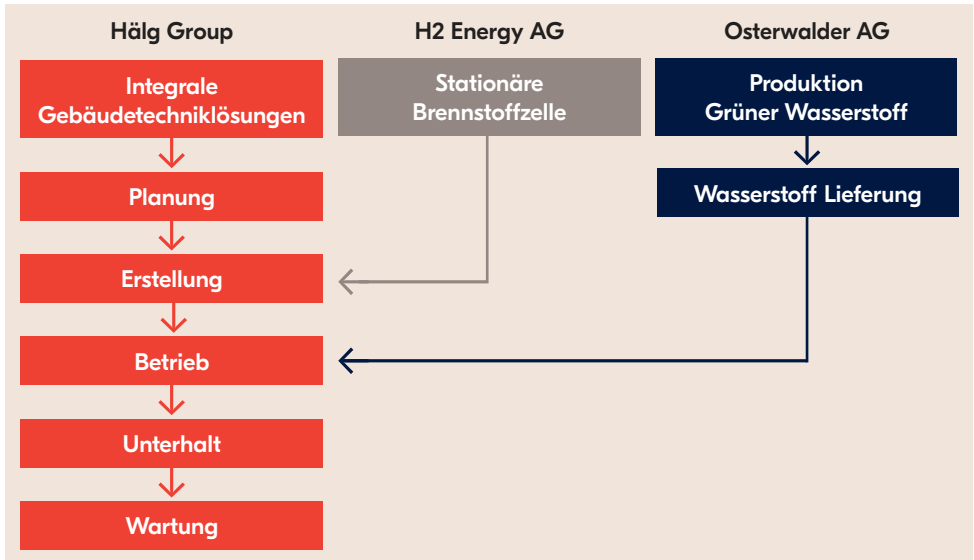 Hälg Group
H2 Energy AG
Osterwalder AG
Integrale
Gebäudetechniklösungen
Stationäre
Brennstoffzelle
Produktion
Grüner Wasserstoff
Planung
Wasserstoff Lieferung
Erstellung
Betrieb
Unterhalt
Wartung